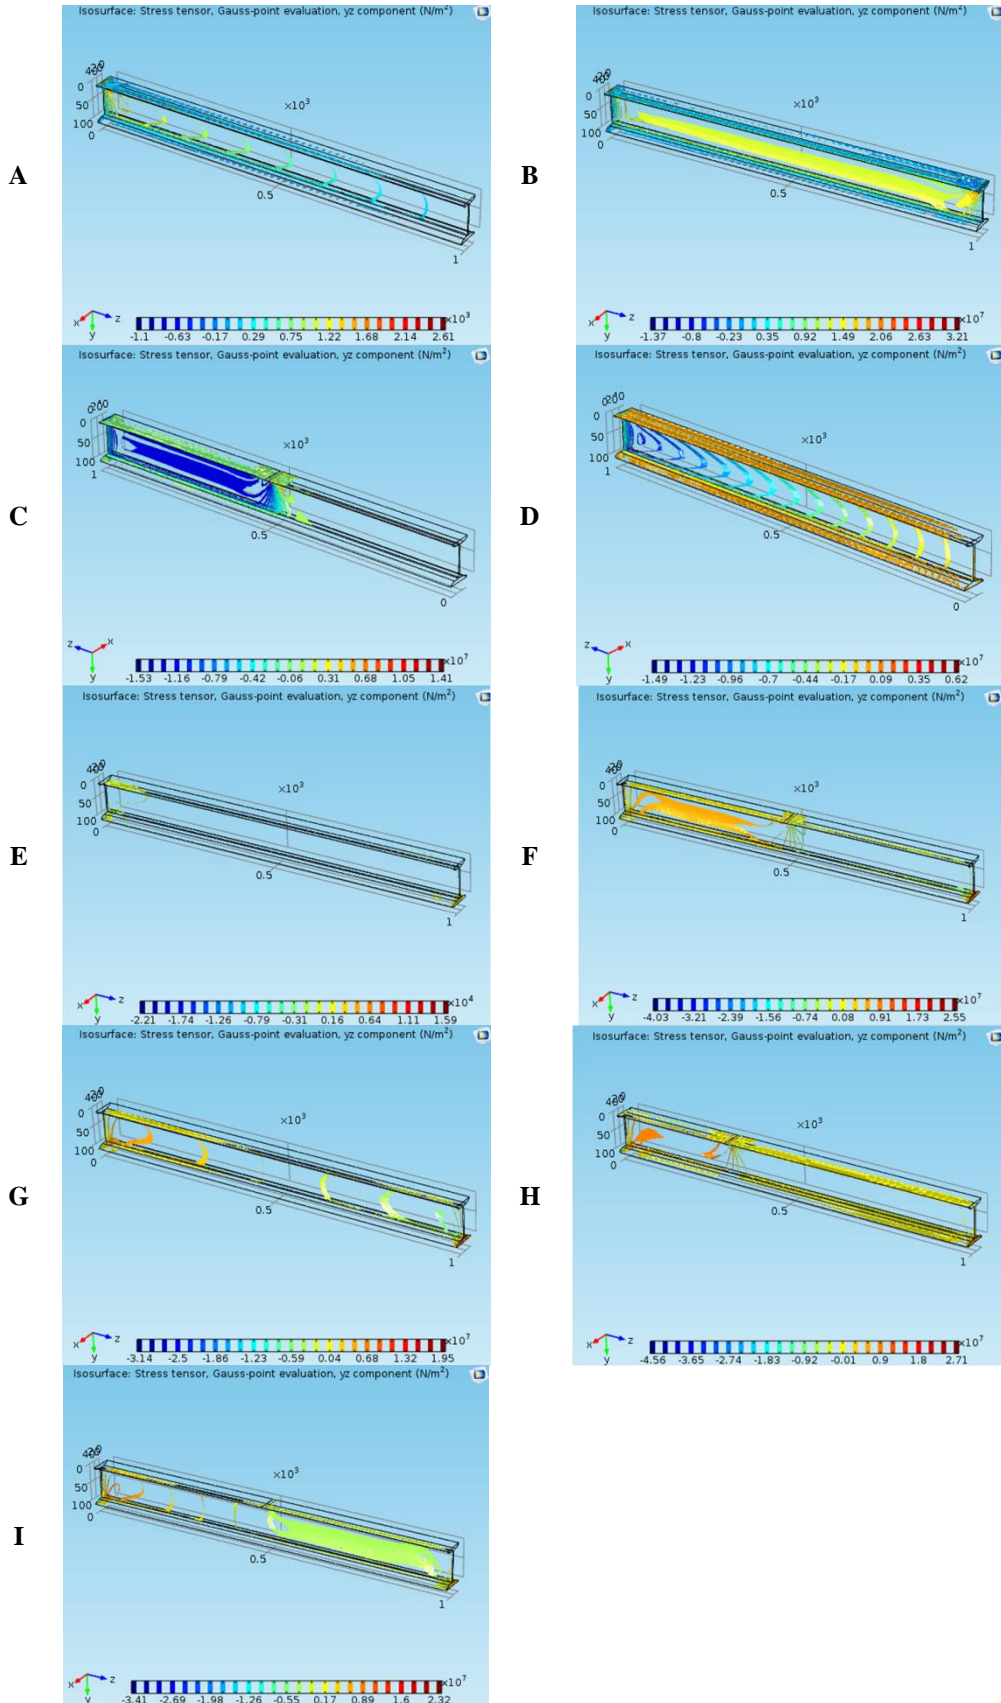 Isosurface: Stress tensor, Gauss-point evaluation, yz component (N/m²)
0
50
100
0
×10³
0.5
1
A
x
y
z
×10³
-1.1 -0.63 -0.17 0.29 0.75 1.22 1.68 2.14 2.61
Isosurface: Stress tensor, Gauss-point evaluation, yz component (N/m²)
0
50
100
0
×10³
0.5
1
B
x
y
z
×10⁷
-1.37 -0.8 -0.23 0.35 0.92 1.49 2.06 2.63 3.21
Isosurface: Stress tensor, Gauss-point evaluation, yz component (N/m²)
0
50
100
1
×10³
0.5
0
C
z
x
y
×10⁷
-1.53 -1.16 -0.79 -0.42 -0.06 0.31 0.68 1.05 1.41
Isosurface: Stress tensor, Gauss-point evaluation, yz component (N/m²)
0
50
100
1
×10³
0.5
0
D
z
x
y
×10⁷
-1.49 -1.23 -0.96 -0.7 -0.44 -0.17 0.09 0.35 0.62
Isosurface: Stress tensor, Gauss-point evaluation, yz component (N/m²)
0
50
100
0
×10³
0.5
1
E
x
y
z
×10⁴
-2.21 -1.74 -1.26 -0.79 -0.31 0.16 0.64 1.11 1.59
Isosurface: Stress tensor, Gauss-point evaluation, yz component (N/m²)
0
50
100
0
×10³
0.5
1
F
x
y
z
×10⁷
-4.03 -3.21 -2.39 -1.56 -0.74 0.08 0.91 1.73 2.55
Isosurface: Stress tensor, Gauss-point evaluation, yz component (N/m²)
0
50
100
0
×10³
0.5
1
G
x
y
z
×10⁷
-3.14 -2.5 -1.86 -1.23 -0.59 0.04 0.68 1.32 1.95
Isosurface: Stress tensor, Gauss-point evaluation, yz component (N/m²)
0
50
100
0
×10³
0.5
1
H
x
y
z
×10⁷
-4.56 -3.65 -2.74 -1.83 -0.92 -0.01 0.9 1.8 2.71
Isosurface: Stress tensor, Gauss-point evaluation, yz component (N/m²)
0
50
100
0
×10³
0.5
1
I
x
y
z
×10⁷
-3.41 -2.69 -1.98 -1.26 -0.55 0.17 0.89 1.6 2.32